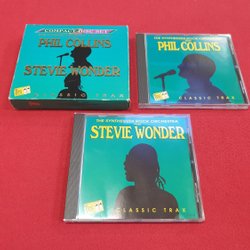 COMPACT DISC SET
PHIL COLLINS
STEVIE WONDER
CLASSIC TRAX
THE SYNTHESIZER ROCK ORCHESTRA
PHIL COLLINS
CLASSIC TRAX
THE SYNTHESIZER ROCK ORCHESTRA
STEVIE WONDER
CLASSIC TRAX